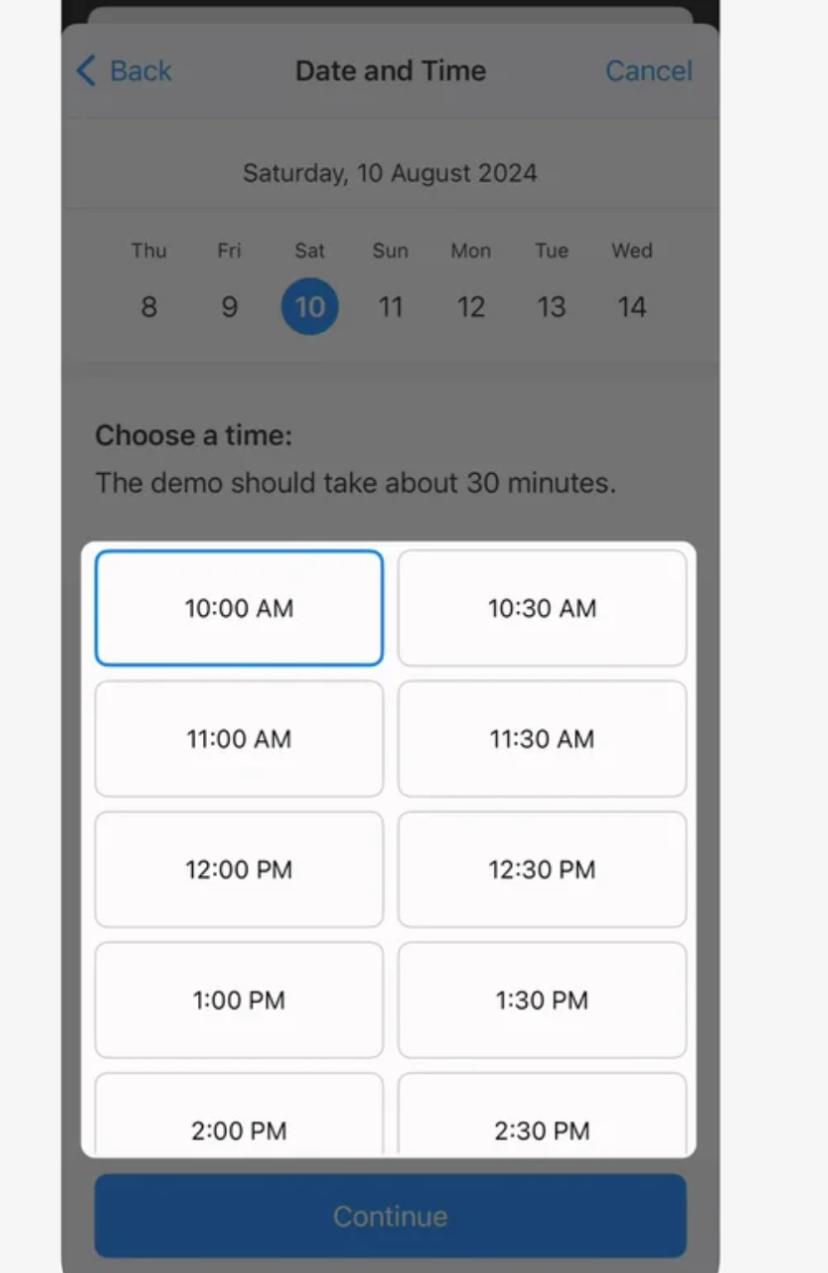 Back Date and Time Cancel
Saturday, 10 August 2024
Thu Fri Sat Sun Mon Tue Wed
8 9 10 11 12 13 14
Choose a time:
The demo should take about 30 minutes.
10:00 AM 10:30 AM
11:00 AM 11:30 AM
12:00 PM 12:30 PM
1:00 PM 1:30 PM
2:00 PM 2:30 PM
Continue